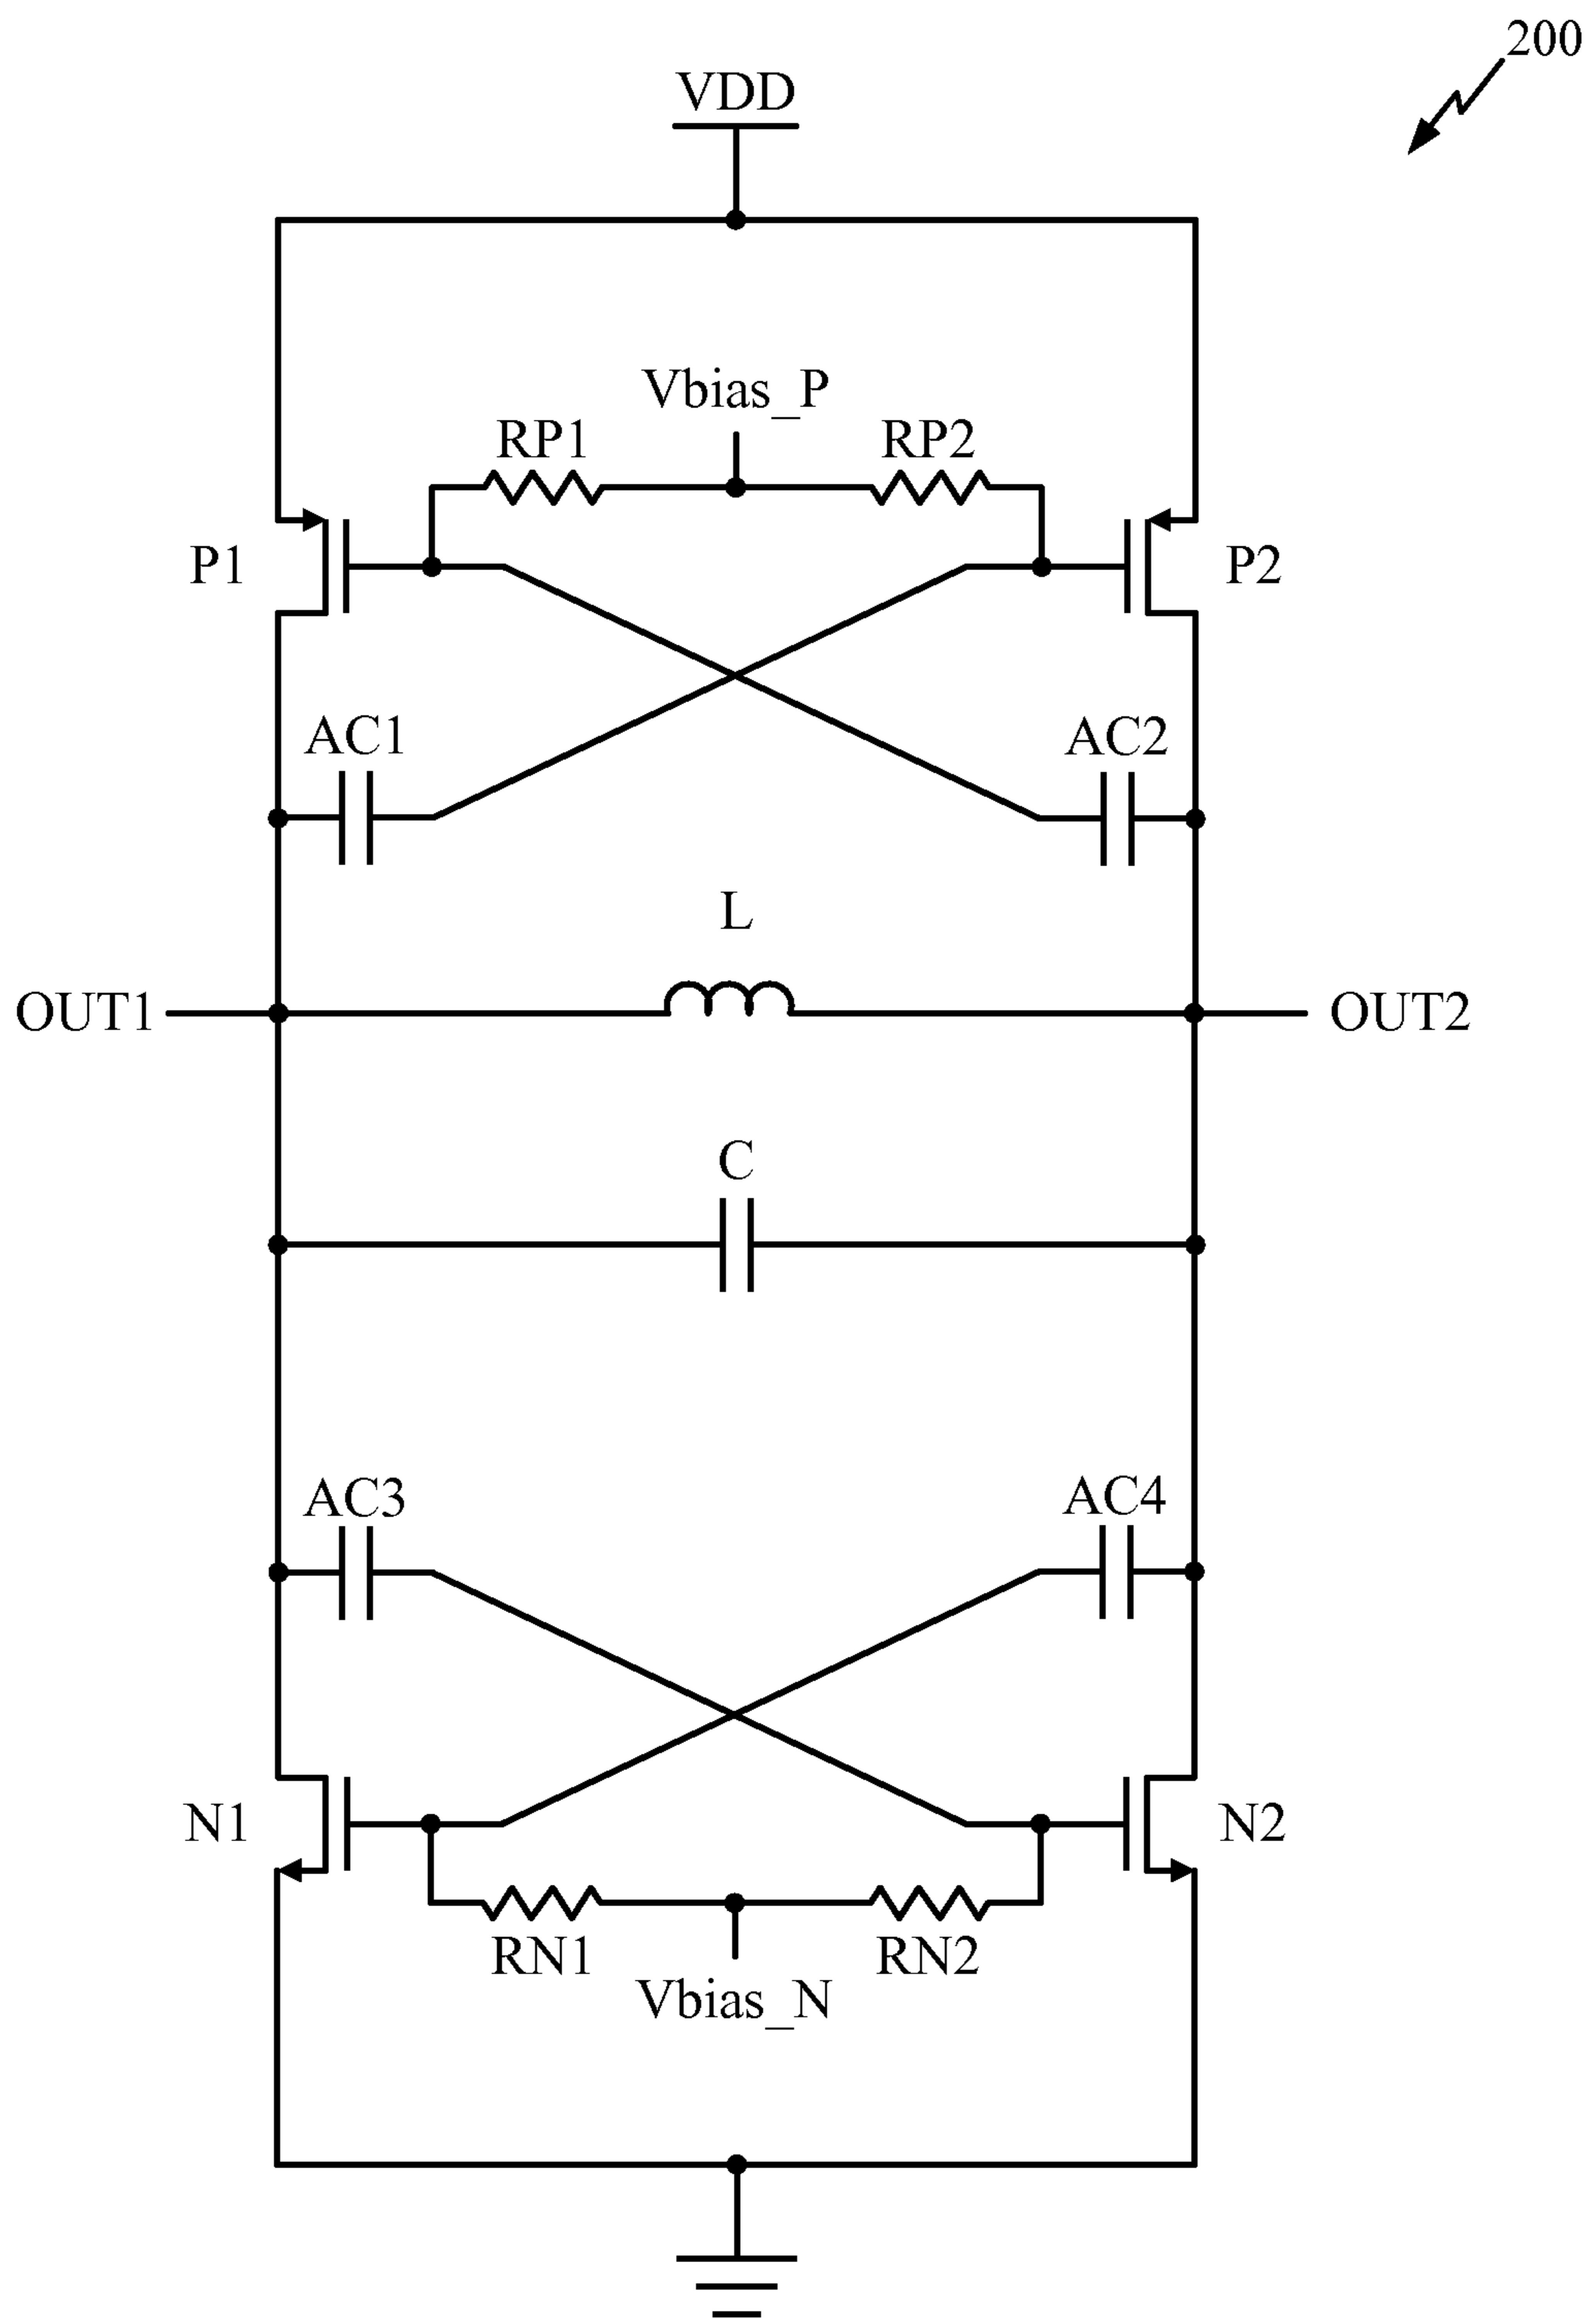 200
VDD
Vbias_P
RP1 RP2
P1 P2
AC1 AC2
L
OUT1 OUT2
C
AC3 AC4
N1 N2
RN1 RN2
Vbias_N